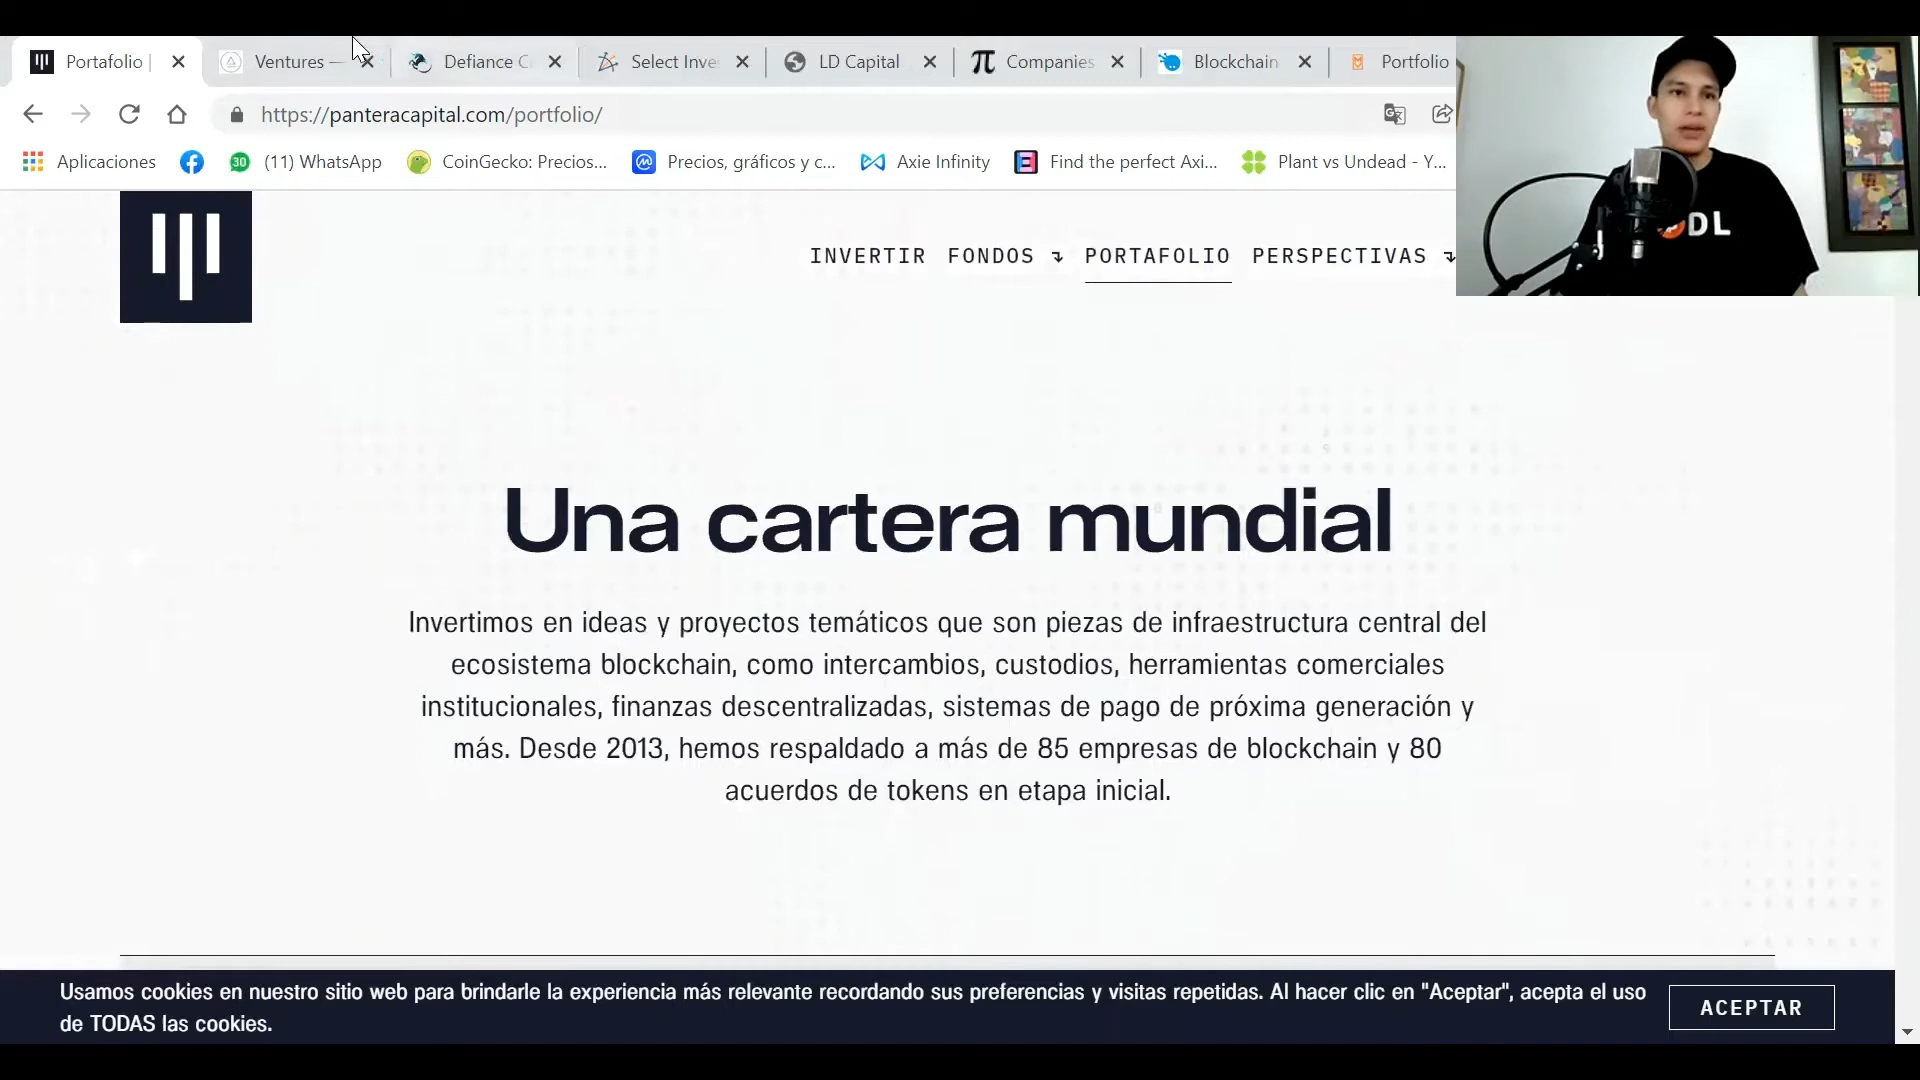 Portafolio |
Ventures —
Defiance C
Select Inve
LD Capital
Companies
Blockchain
Portfolio
https://panteracapital.com/portfolio/
Aplicaciones
30
(11) WhatsApp
CoinGecko: Precios...
Precios, gráficos y c...
Axie Infinity
Find the perfect Axi...
Plant vs Undead - Y...
DL
INVERTIR
FONDOS
PORTAFOLIO
PERSPECTIVAS
Una cartera mundial
Invertimos en ideas y proyectos temáticos que son piezas de infraestructura central del
ecosistema blockchain, como intercambios, custodios, herramientas comerciales
institucionales, finanzas descentralizadas, sistemas de pago de próxima generación y
más. Desde 2013, hemos respaldado a más de 85 empresas de blockchain y 80
acuerdos de tokens en etapa inicial.
Usamos cookies en nuestro sitio web para brindarle la experiencia más relevante recordando sus preferencias y visitas repetidas. Al hacer clic en "Aceptar", acepta el uso
de TODAS las cookies.
ACEPTAR